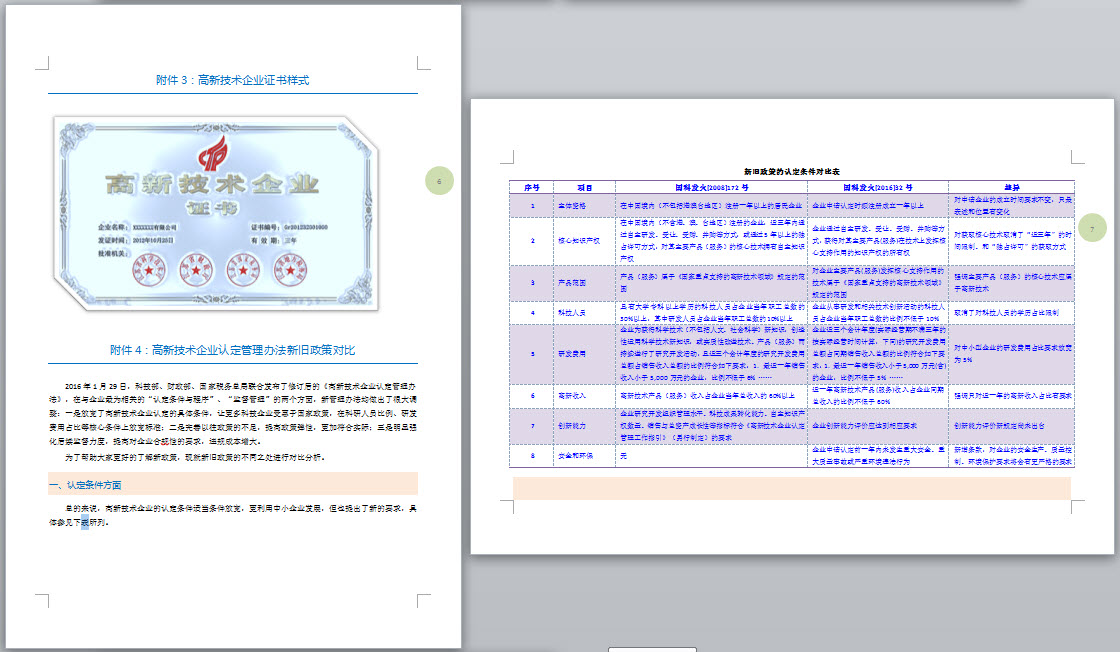 附件 3：高新技术企业证书样式
高新技术企业
证书
企业名称：XXXXXXX有限公司
证书编号：Gr201232001900
发证时间：2012年10月25日
有 效 期：三年
批准机关：
6
附件 4：高新技术企业认定管理办法新旧政策对比
2016 年 1 月 29 日，科技部、财政部、国家税务总局联合发布了修订后的《高新技术企业认定管理办
法》，在与企业最为相关的“认定条件与程序”、“监督管理”的两个方面，新管理办法均做出了很大调
整：一是放宽了高新技术企业认定的具体条件，让更多科技企业受惠于国家政策，在科研人员比例、研发
费用占比等核心条件上放宽标准；二是完善以往政策的不足，提高政策弹性，更加符合实际；三是明显强
化后续监督力度，提高对企业合规性的要求，违规成本增大。
为了帮助大家更好的了解新政策，现就新旧政策的不同之处进行对比分析。
一、认定条件方面
总的来说，高新技术企业的认定条件该当条件放宽，更利用中小企业发展，但也提出了新的要求，具
体参见下表所列。
新旧政策的认定条件对比表
序号 项目 国科发火[2008]172 号 国科发火[2016]32 号 差异
1 主体资格 在中国境内（不包括港澳台地区）注册一年以上的居民企业 企业申请认定时须注册成立一年以上 对申请企业的成立时间要求不变，只是
表述和位置有变化
2 核心知识产权 在中国境内（不含港、澳、台地区）注册的企业，近三年内通
过自主研发、受让、受赠、并购等方式，或通过5 年以上的独
占许可方式，对其主要产品（服务）的核心技术拥有自主知识
产权
企业通过自主研发、受让、受赠、并购等方
式，获得对其主要产品(服务)在技术上发挥核
心支持作用的知识产权的所有权
对获取核心技术取消了“近三年”的时
间限制、和“独占许可”的获取方式
3 产品范围 产品（服务）属于《国家重点支持的高新技术领域》规定的范
围
对企业主要产品(服务)发挥核心支持作用的
技术属于《国家重点支持的高新技术领域》
规定的范围
强调主要产品（服务）的核心技术应属
于高新技术
4 科技人员 具有大学专科以上学历的科技人员占企业当年职工总数的
30%以上，其中研发人员占企业当年职工总数的10%以上
企业从事研发和相关技术创新活动的科技人
员占企业当年职工总数的比例不低于 10%
取消了对科技人员的学历占比限制
5 研发费用 企业为获得科学技术（不包括人文、社会科学）新知识，创造
性运用科学技术新知识，或实质性改进技术、产品（服务）而
持续进行了研究开发活动，且近三个会计年度的研究开发费用
总额占销售收入总额的比例符合如下要求：1. 最近一年销售
收入小于 5,000 万元的企业，比例不低于 6% ……
企业近三个会计年度(实际经营期不满三年的
按实际经营时间计算，下同)的研究开发费用
总额占同期销售收入总额的比例符合如下要
求：1. 最近一年销售收入小于 5,000 万元(含)
的企业，比例不低于 5% ……
对中小型企业的研发费用占比要求放宽
为 5%
6 高新收入 高新技术产品（服务）收入占企业当年总收入的 60%以上 近一年高新技术产品(服务)收入占企业同期
总收入的比例不低于 60%
强调只对近一年的高新收入占比有要求
7 创新能力 企业研究开发组织管理水平、科技成果转化能力、自主知识产
权数量、销售与总资产成长性等指标符合《高新技术企业认定
管理工作指引》（另行制定）的要求
企业创新能力评价应达到相应要求 创新能力评价新规定尚未出台
8 安全和环保 无 企业申请认定前一年内未发生重大安全、重
大质量事故或严重环境违法行为
新增条款，对企业的安全生产、质量控
制、环境保护要求将会有更严格的要求
7